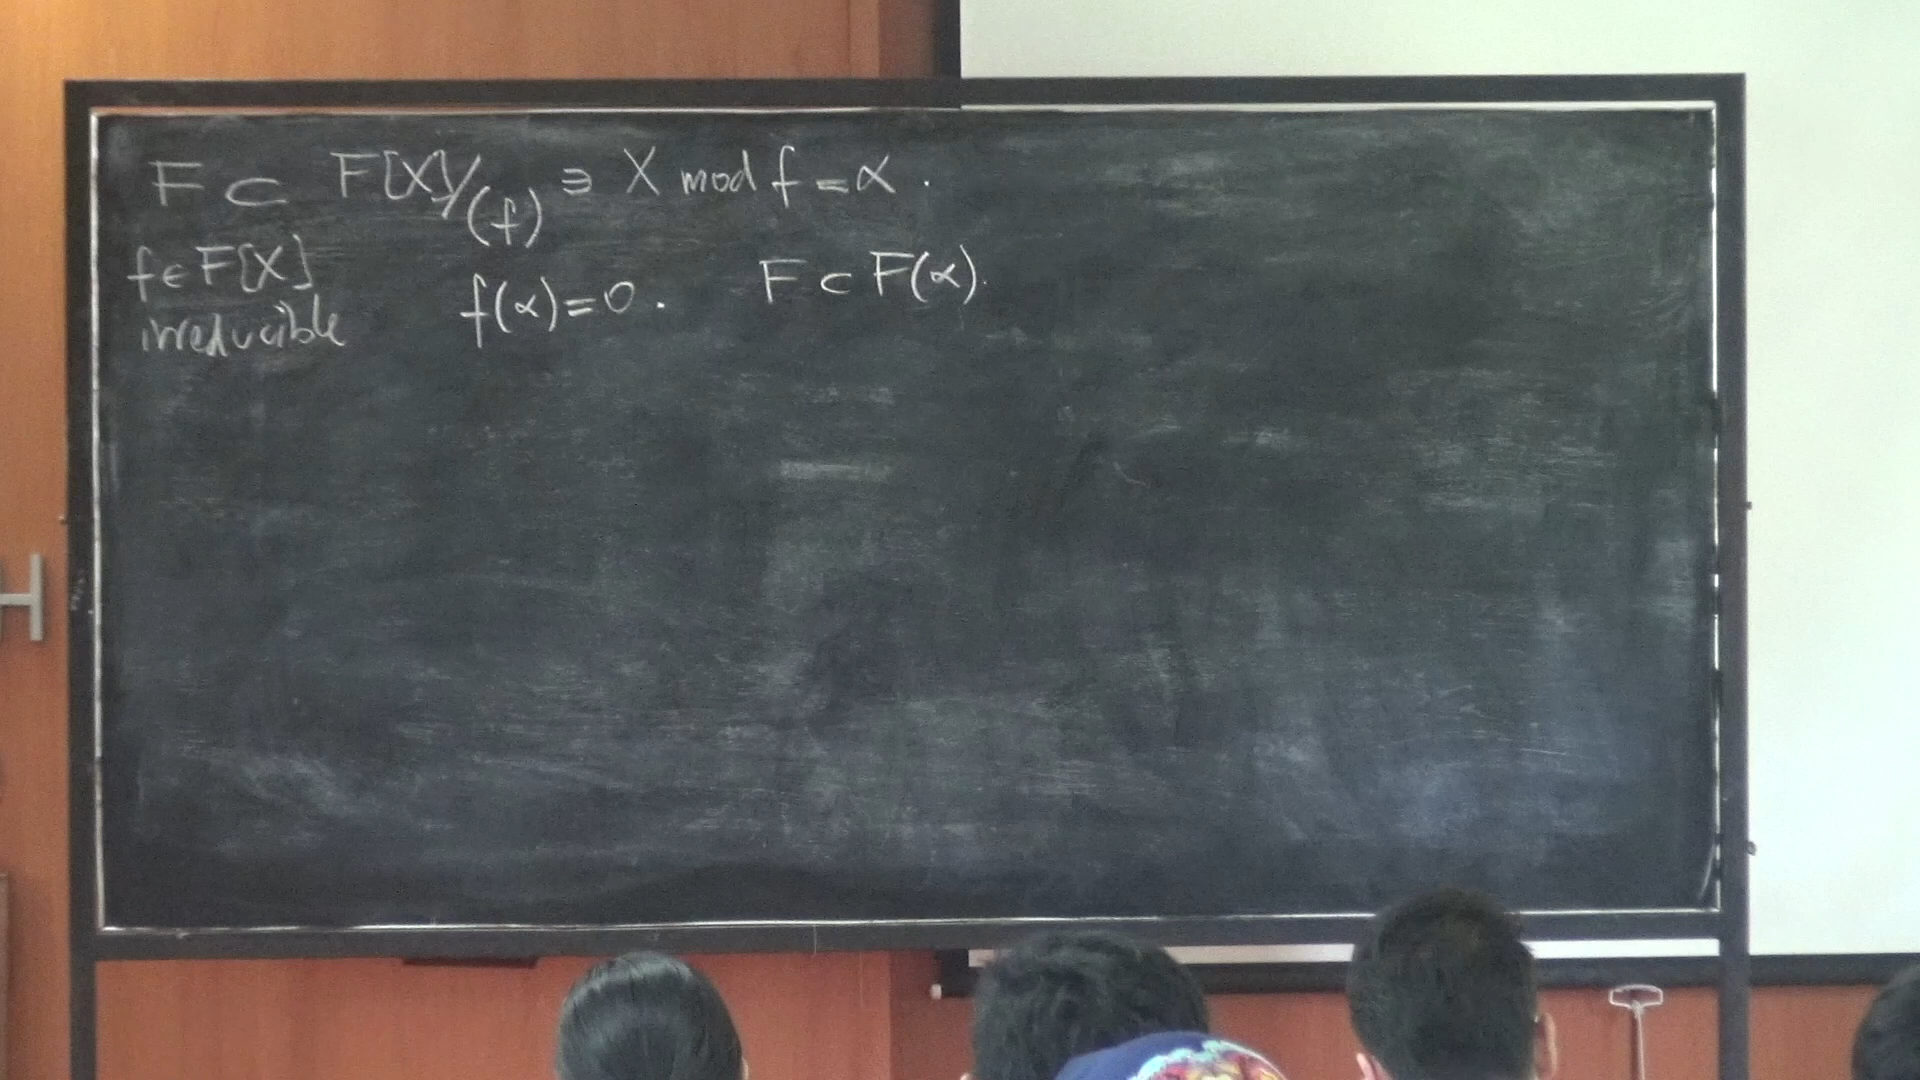 F ⊂ F[X]/(f) ∋ X mod f = α.
f ∈ F[X]
irreducible
f(α) = 0. F ⊂ F(α).